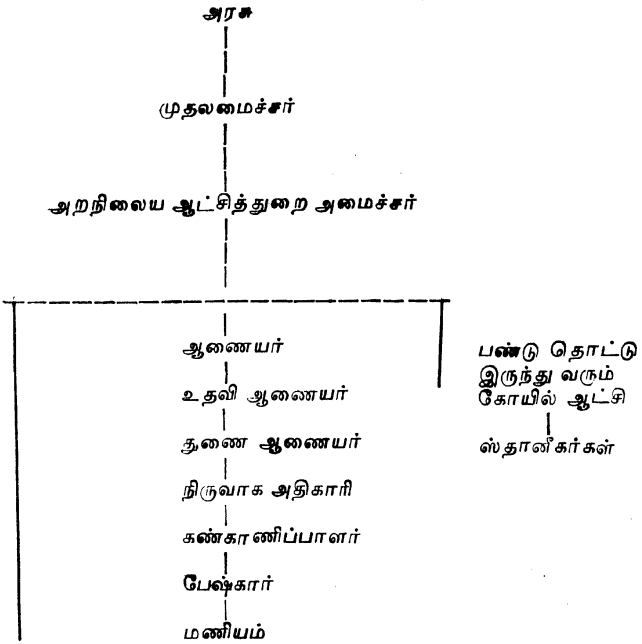 அரசு
முதலமைச்சர்
அறநிலைய ஆட்சித்துறை அமைச்சர்
ஆணையர்
உதவி ஆணையர்
துணை ஆணையர்
நிருவாக அதிகாரி
கண்காணிப்பாளர்
பேஷ்கார்
மணியம்
பண்டு தொட்டு
இருந்து வரும்
கோயில் ஆட்சி
ஸ்தானீகர்கள்